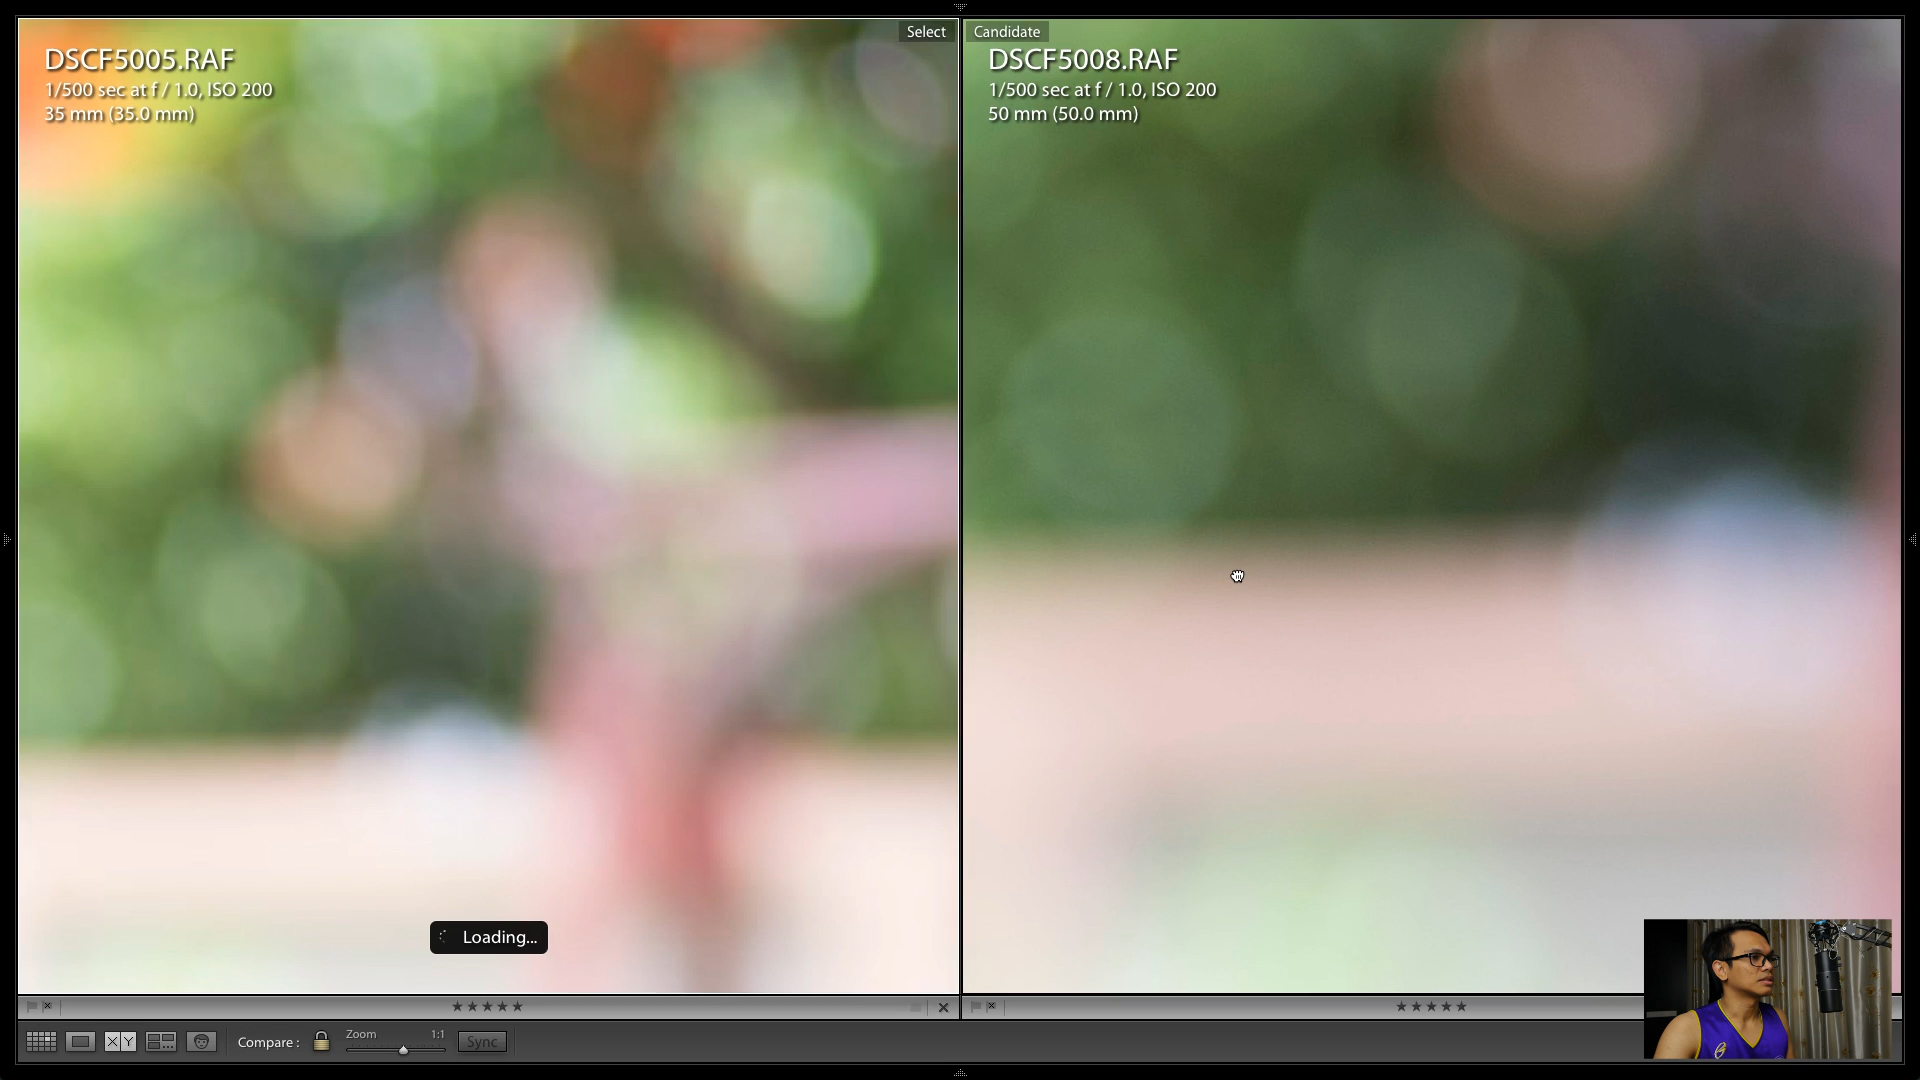 Select
DSCF5005.RAF
1/500 sec at f / 1.0, ISO 200
35 mm (35.0 mm)
Candidate
DSCF5008.RAF
1/500 sec at f / 1.0, ISO 200
50 mm (50.0 mm)
Loading...
XY
Compare :
Zoom
1:1
Sync